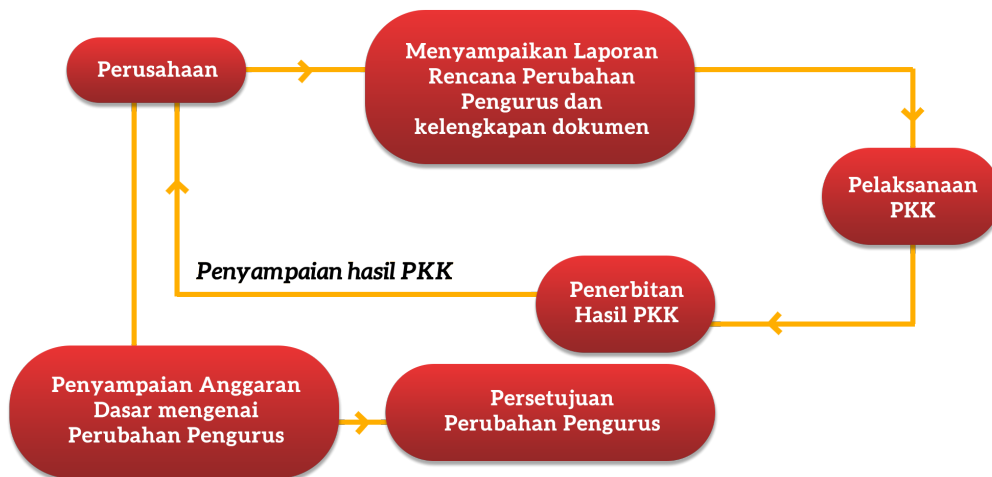 Perusahaan
Menyampaikan Laporan
Rencana Perubahan
Pengurus dan
kelengkapan dokumen
Pelaksanaan
PKK
Penerbitan
Hasil PKK
Penyampaian hasil PKK
Penyampaian Anggaran
Dasar mengenai
Perubahan Pengurus
Persetujuan
Perubahan Pengurus